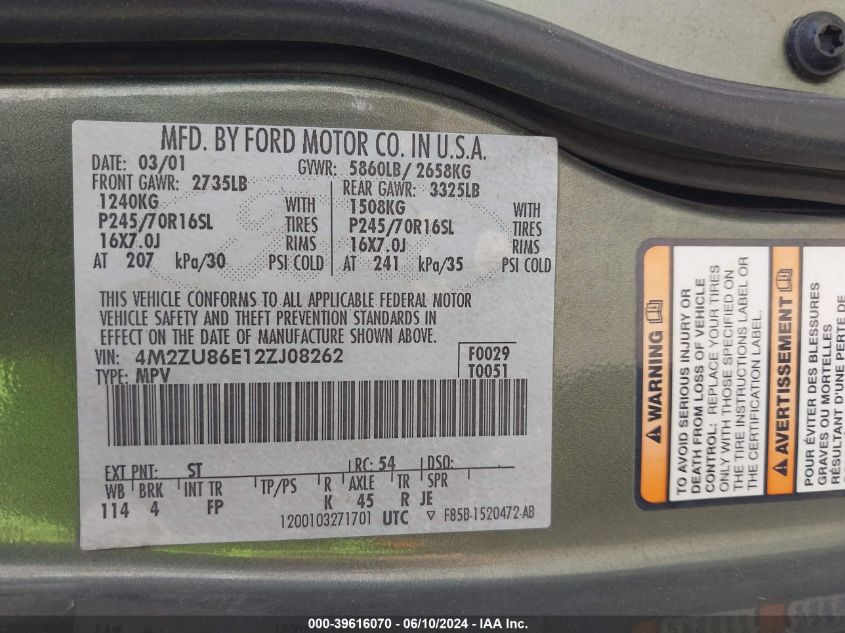 MFD. BY FORD MOTOR CO. IN U.S.A.
DATE: 03/01 GVWR: 5860LB/ 2658KG
FRONT GAWR: 2735LB REAR GAWR: 3325LB
1240KG WITH 1508KG WITH
P245/70R16SL TIRES P245/70R16SL TIRES
16X7.0J RIMS 16X7.0J RIMS
AT 207 kPa/30 PSI COLD AT 241 kPa/35 PSI COLD
THIS VEHICLE CONFORMS TO ALL APPLICABLE FEDERAL MOTOR
VEHICLE SAFETY AND THEFT PREVENTION STANDARDS IN
EFFECT ON THE DATE OF MANUFACTURE SHOWN ABOVE.
VIN: 4M2ZU86E12ZJ08262 F0029
TYPE: MPV T0051
EXT PNT: ST RC: 54 DSO:
WB BRK INT TR TP/PS R AXLE TR SPR
114 4 FP K 45 R JE
1200103271701 UTC ▽ F85B-1520472-AB
WARNING
TO AVOID SERIOUS INJURY OR
DEATH FROM LOSS OF VEHICLE
CONTROL: REPLACE YOUR TIRES
ONLY WITH THOSE SPECIFIED ON
THE TIRE INSTRUCTIONS LABEL OR
THE CERTIFICATION LABEL.
AVERTISSEMENT
POUR ÉVITER DES BLESSURES
GRAVES OU MORTELLES
RÉSULTANT D'UNE PERTE DE
000-39616070 - 06/10/2024 - IAA Inc.